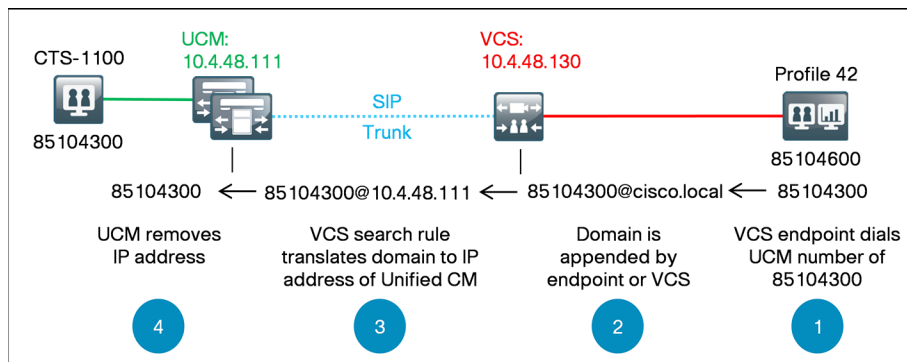 UCM:
10.4.48.111
VCS:
10.4.48.130
CTS-1100
Profile 42
SIP
Trunk
85104300
85104600
85104300
85104300@10.4.48.111
85104300@cisco.local
85104300
UCM removes
IP address
VCS search rule
translates domain to IP
address of Unified CM
Domain is
appended by
endpoint or VCS
VCS endpoint dials
UCM number of
85104300
4
3
2
1